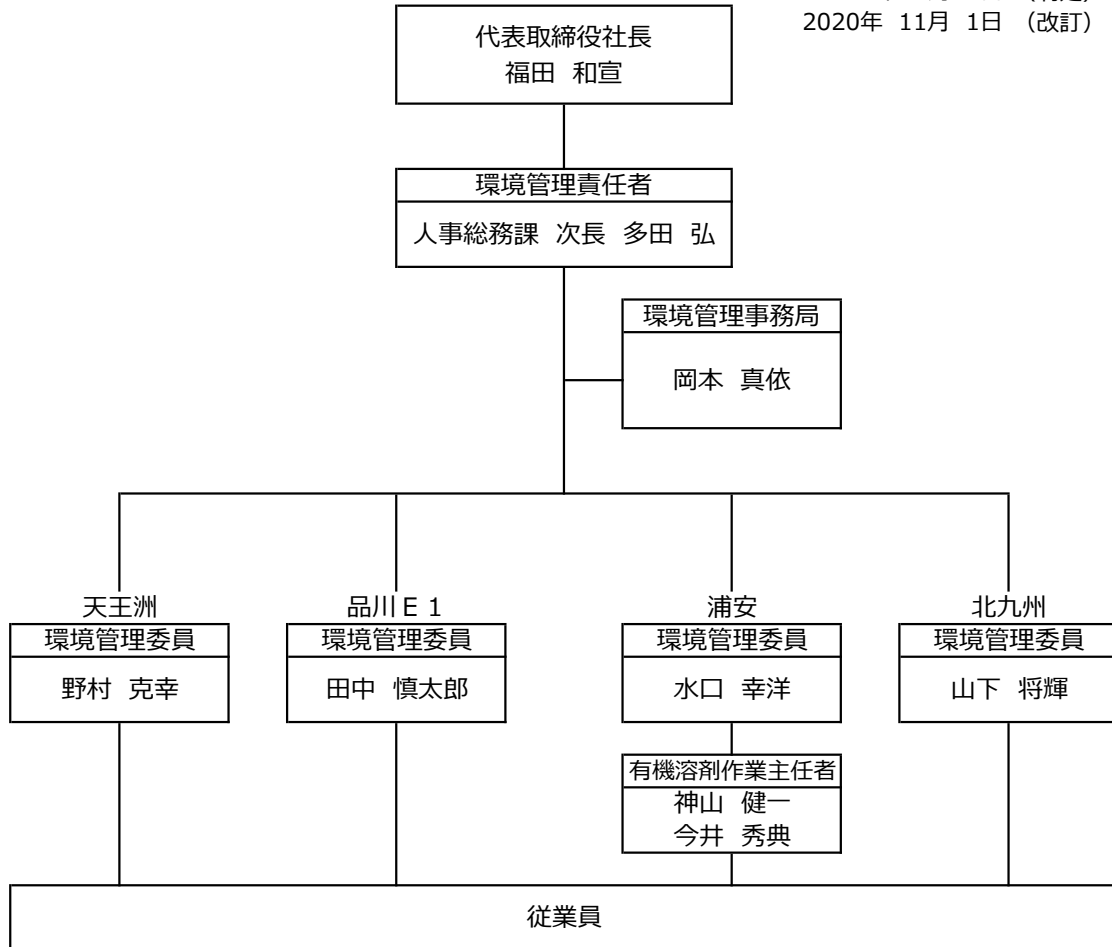 2020年 11月 1日 （改訂）
代表取締役社長
福田 和宣
環境管理責任者
人事総務課 次長 多田 弘
環境管理事務局
岡本 真依
天王洲
環境管理委員
野村 克幸
品川E1
環境管理委員
田中 慎太郎
浦安
環境管理委員
水口 幸洋
北九州
環境管理委員
山下 将輝
有機溶剤作業主任者
神山 健一
今井 秀典
従業員